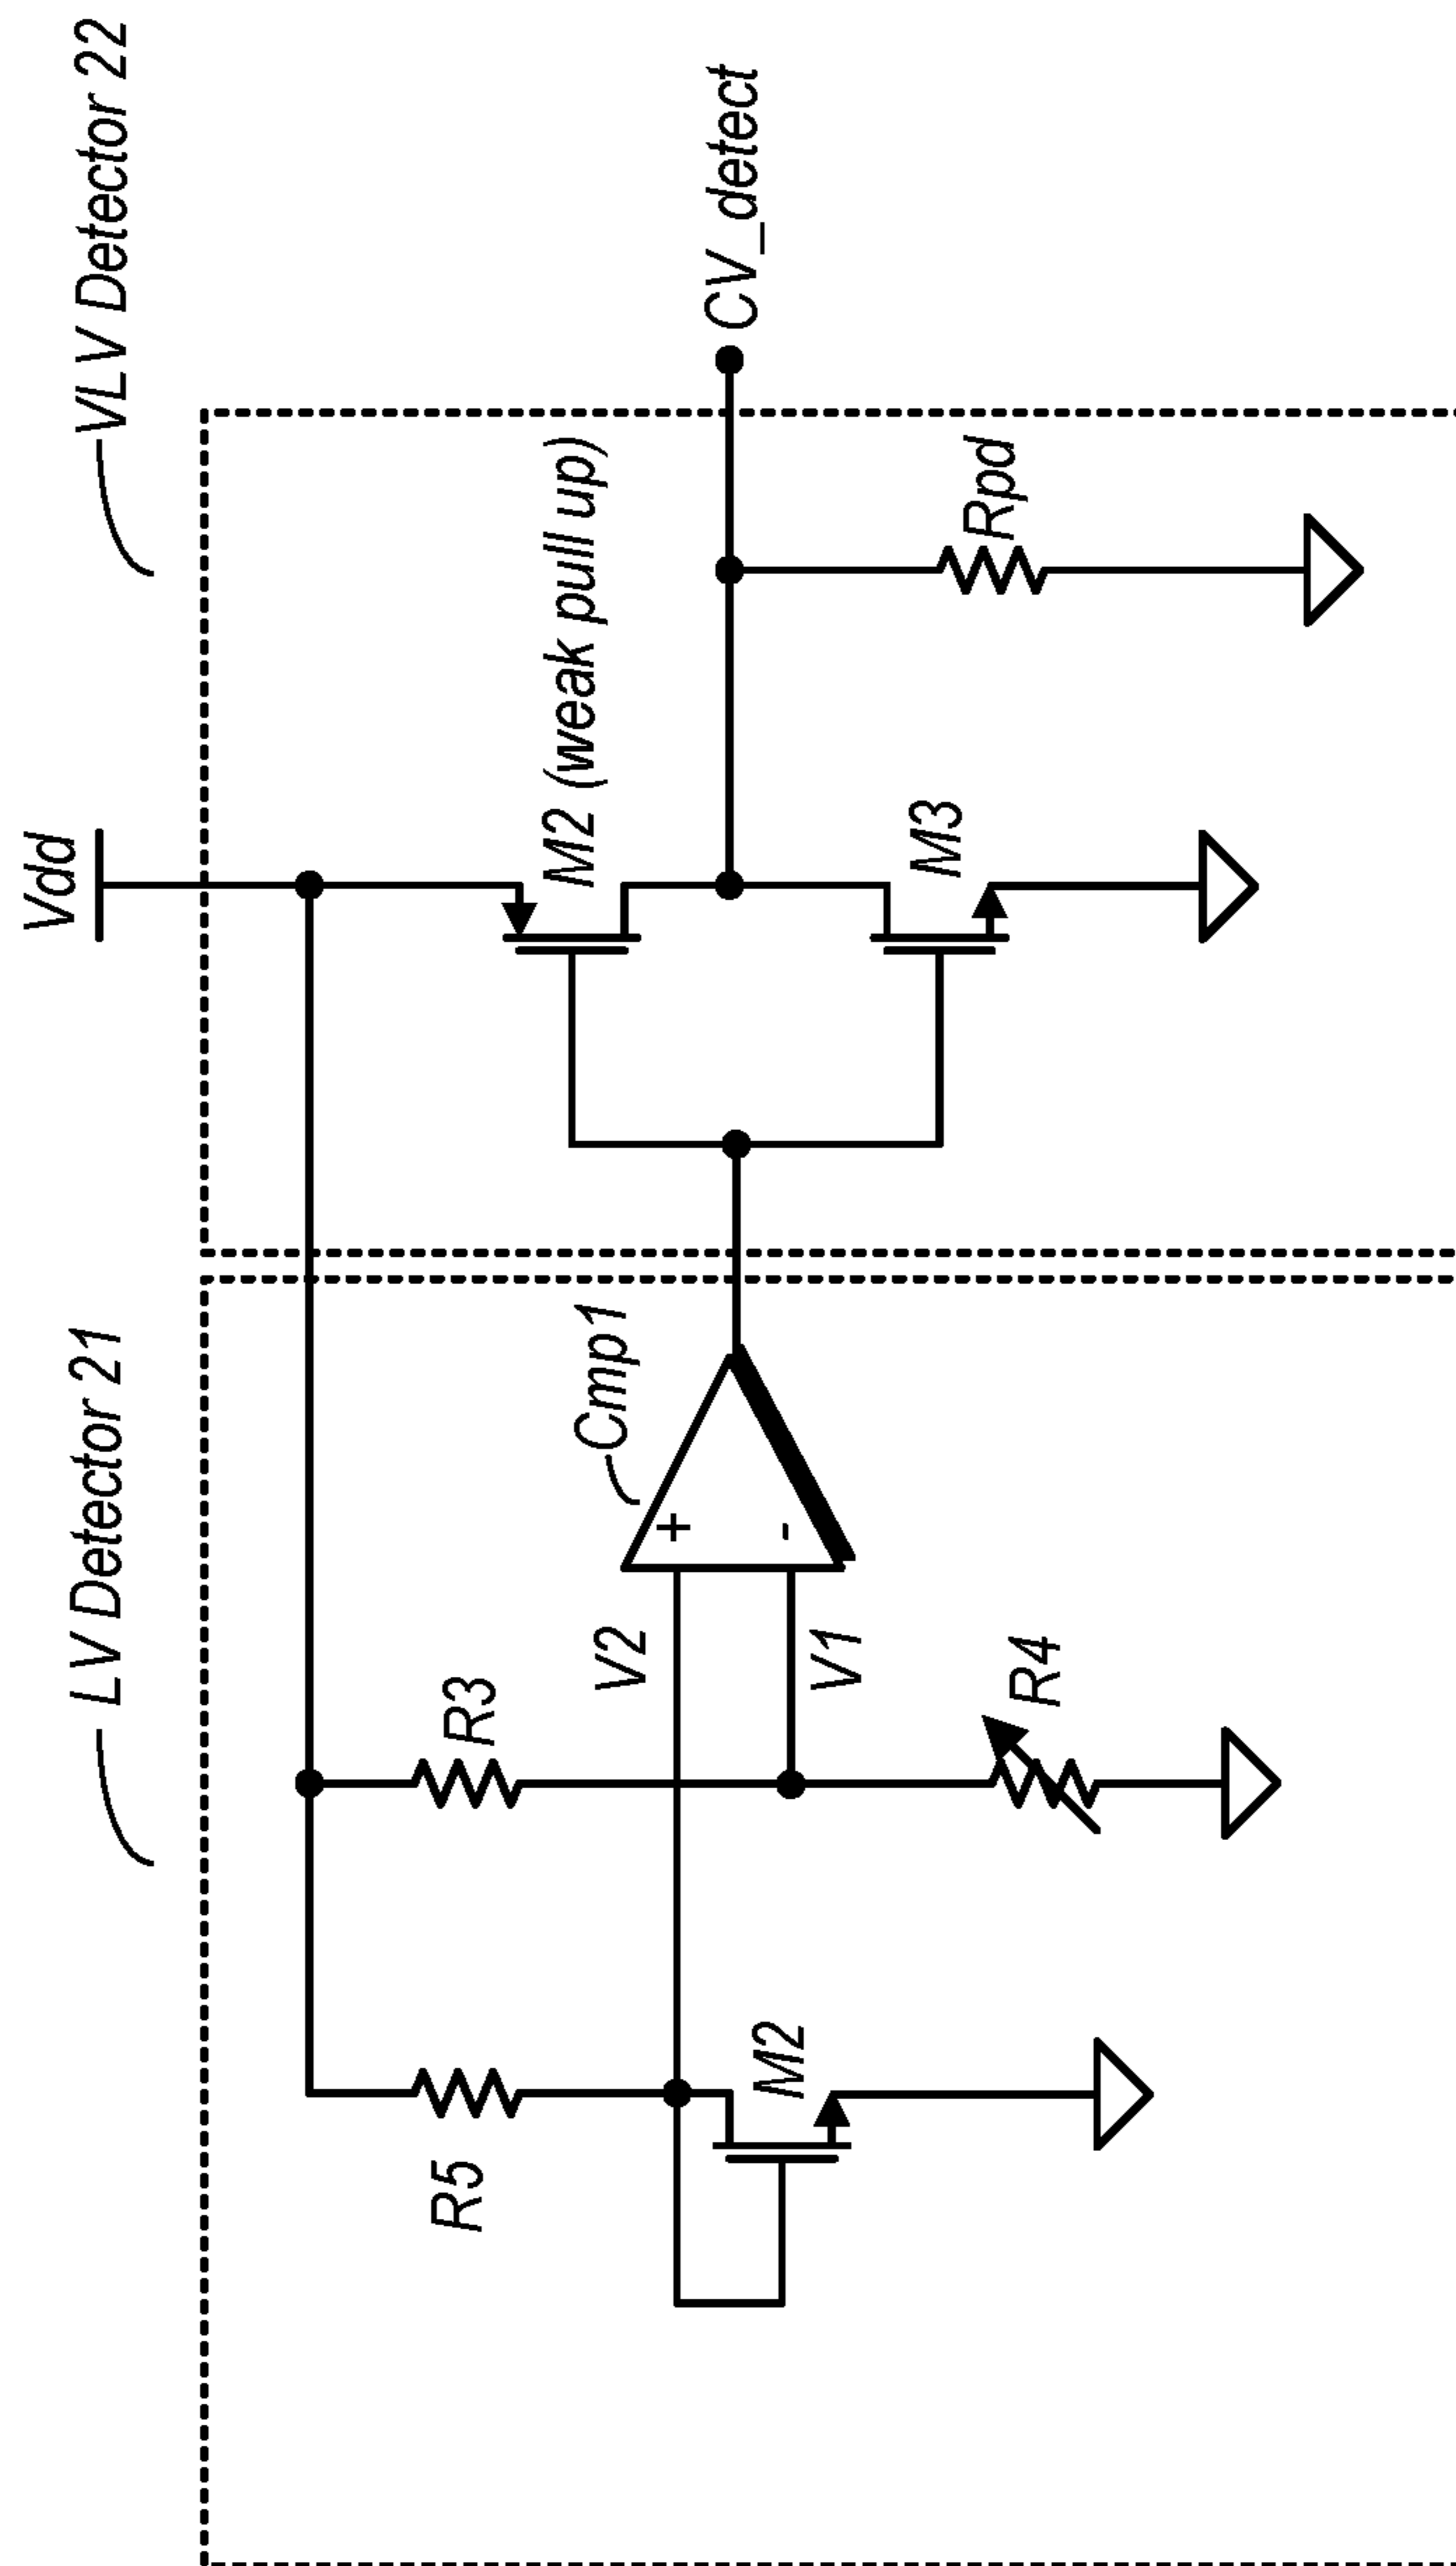 LV Detector 21
VLV Detector 22
Vdd
R5
R3
Cmp1
M2 (weak pull up)
V2
+
CV_detect
M2
V1
-
M3
Rpd
R4